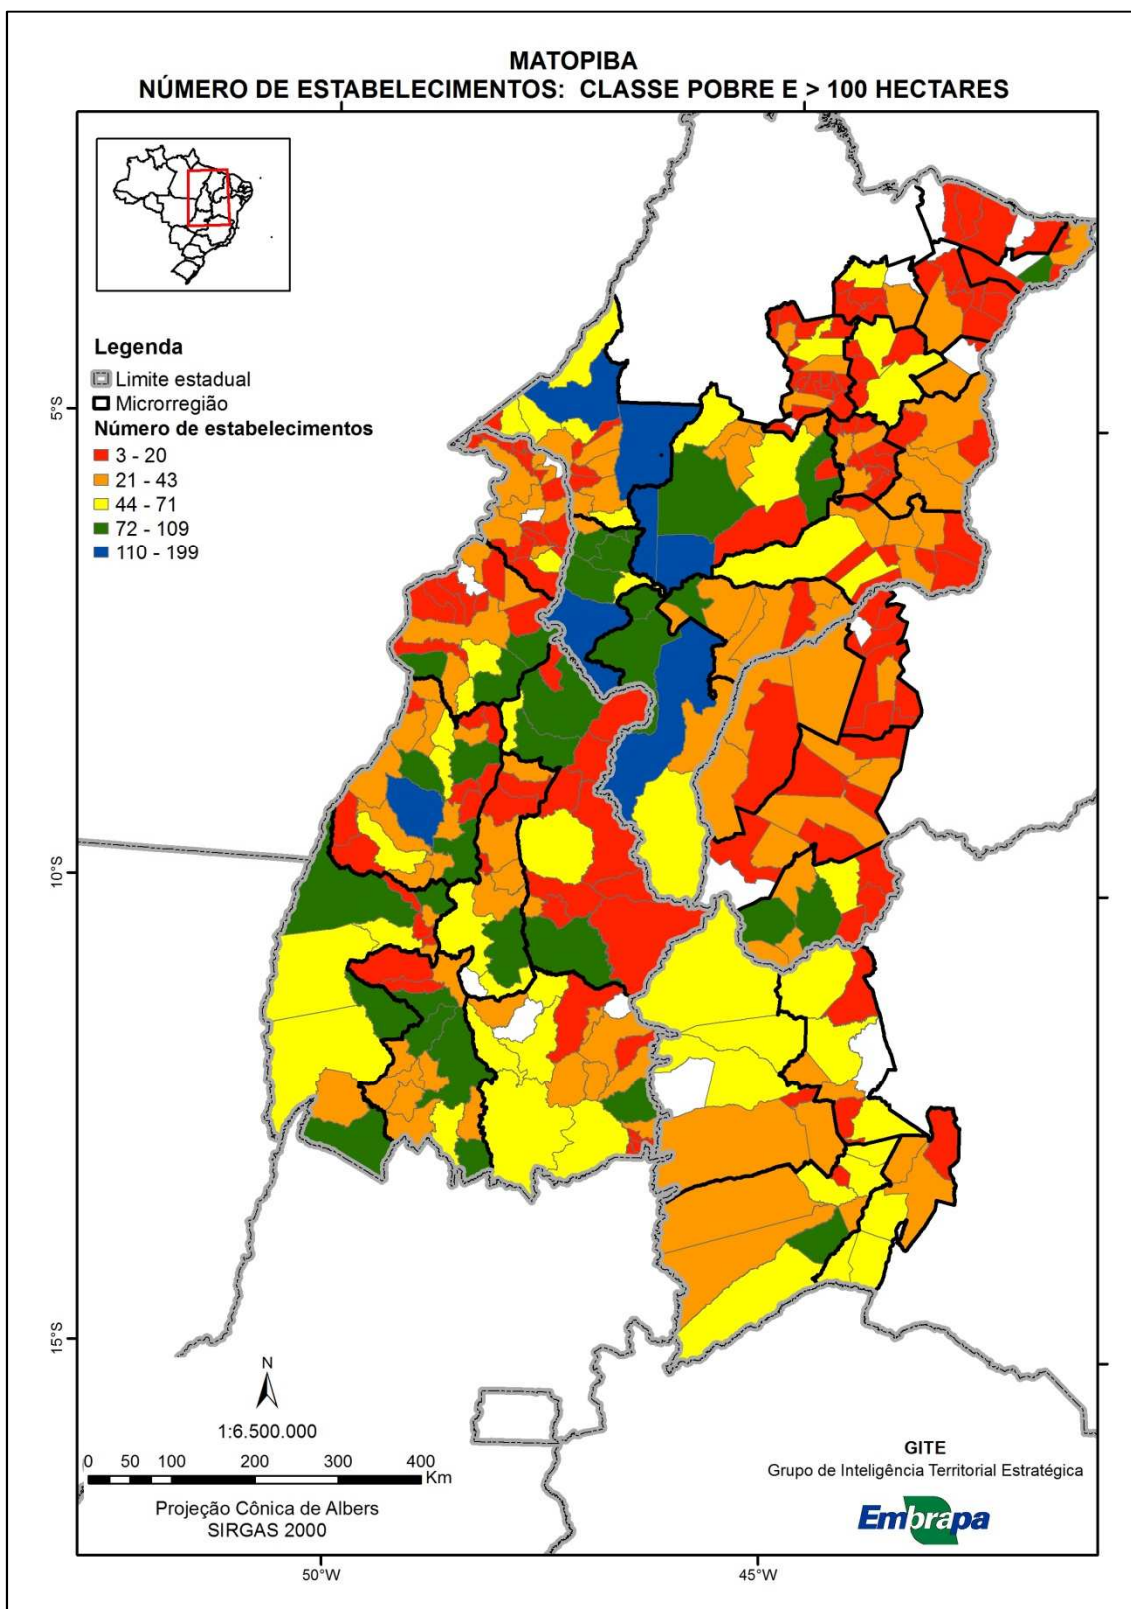 MATOPIBA
NÚMERO DE ESTABELECIMENTOS: CLASSE POBRE E > 100 HECTARES
Legenda
Limite estadual
Microrregião
Número de estabelecimentos
3 - 20
21 - 43
44 - 71
72 - 109
110 - 199
5°S
10°S
15°S
N
1:6.500.000
0 50 100 200 300 400
Km
Projeção Cônica de Albers
SIRGAS 2000
GITE
Grupo de Inteligência Territorial Estratégica
Embrapa
50°W
45°W